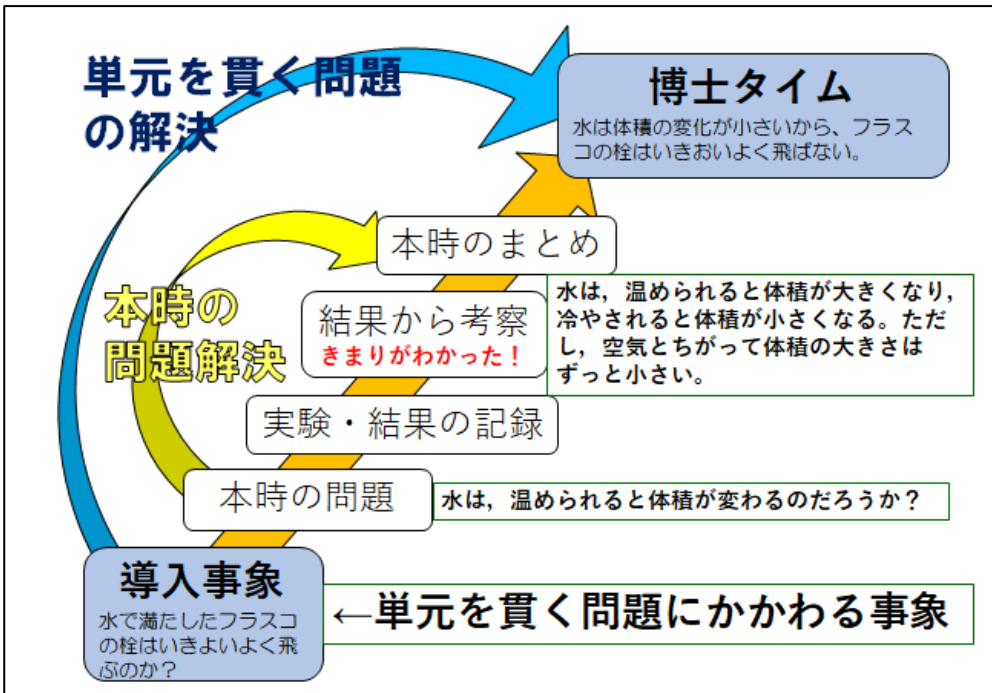 単元を貫く問題
の解決
博士タイム
水は体積の変化が小さいから、フラス
コの栓はいきおいよく飛ばない。
本時のまとめ
本時の
問題解決
結果から考察
きまりがわかった！
水は，温められると体積が大きくなり，
冷やされると体積が小さくなる。ただ
し，空気とちがって体積の大きさは
ずっと小さい。
実験・結果の記録
本時の問題
水は，温められると体積が変わるのだろうか？
導入事象
水で満たしたフラスコ
の栓はいきよいよく飛
ぶのか？
←単元を貫く問題にかかわる事象